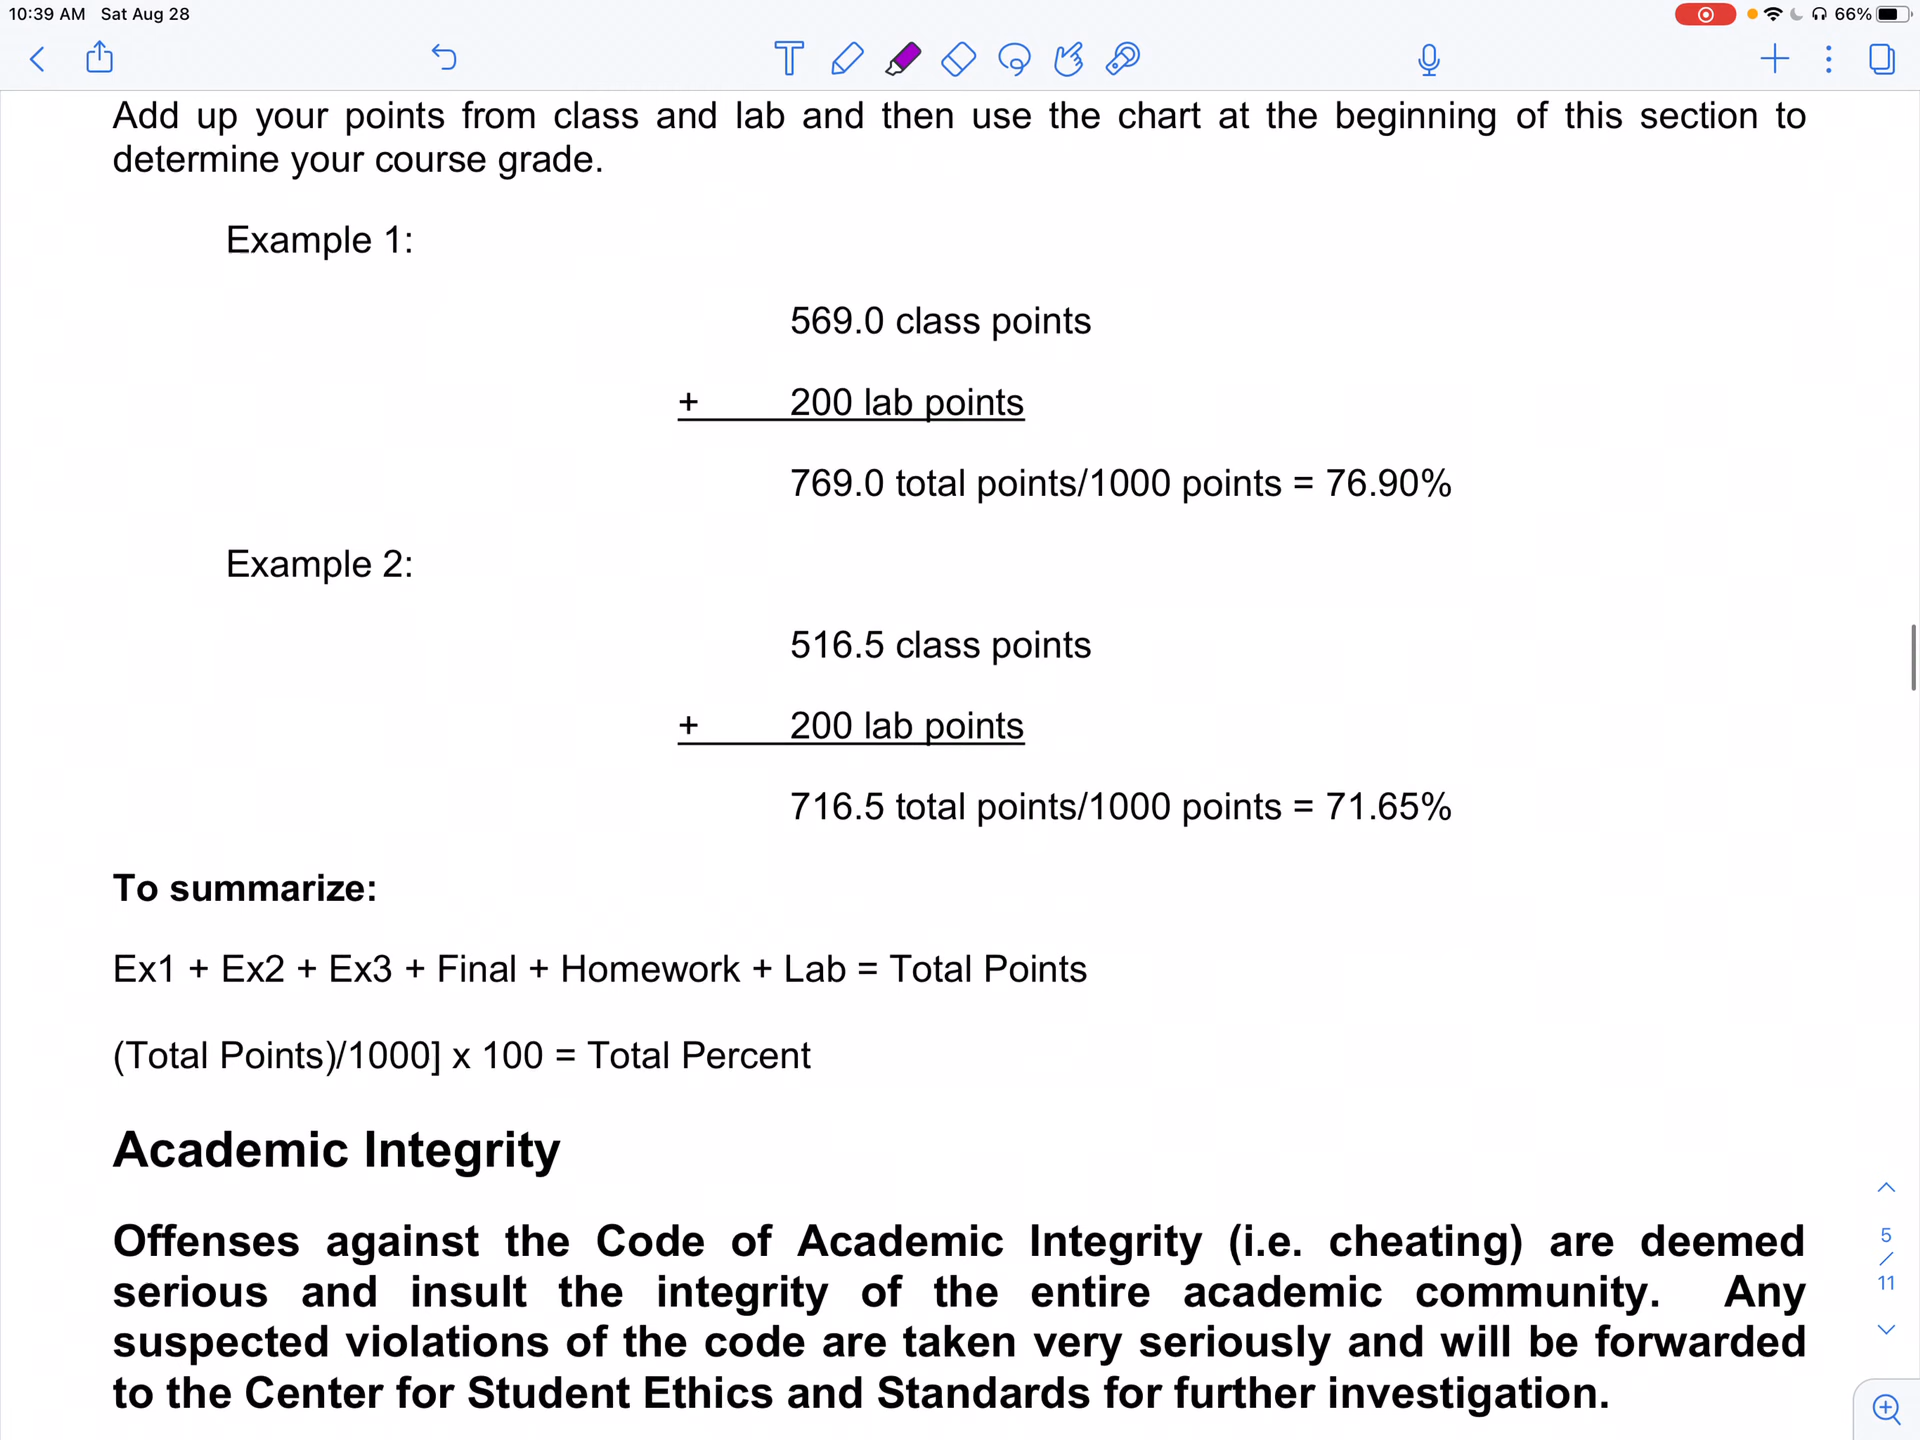 10:39 AM Sat Aug 28
66%
Add up your points from class and lab and then use the chart at the beginning of this section to
determine your course grade.
Example 1:
569.0 class points
+ 200 lab points
769.0 total points/1000 points = 76.90%
Example 2:
516.5 class points
+ 200 lab points
716.5 total points/1000 points = 71.65%
To summarize:
Ex1 + Ex2 + Ex3 + Final + Homework + Lab = Total Points
(Total Points)/1000] x 100 = Total Percent
Academic Integrity
Offenses against the Code of Academic Integrity (i.e. cheating) are deemed
serious and insult the integrity of the entire academic community. Any
suspected violations of the code are taken very seriously and will be forwarded
to the Center for Student Ethics and Standards for further investigation.
5
/
11